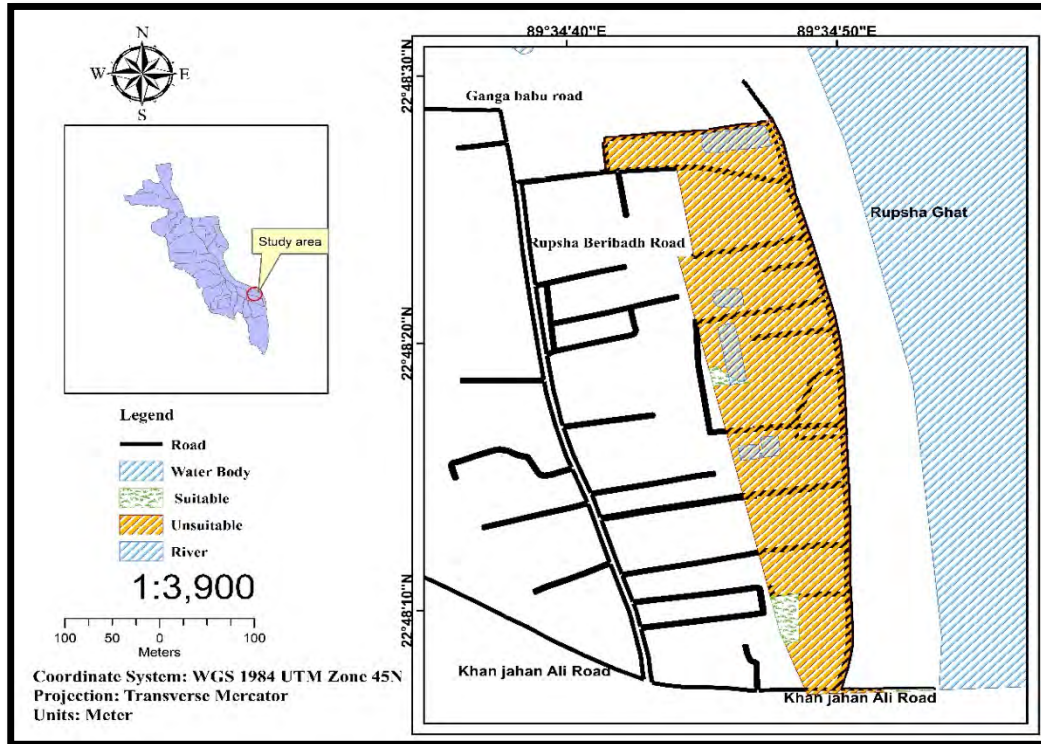 N
W E
S
Study area
Legend
Road
Water Body
Suitable
Unsuitable
River
1:3,900
100 50 0 100
Meters
Coordinate System: WGS 1984 UTM Zone 45N
Projection: Transverse Mercator
Units: Meter
89°34'40"E 89°34'50"E
22°48'30"N
22°48'20"N
22°48'10"N
Ganga babu road
Rupsha Ghat
Rupsha Beribadh Road
Khan jahan Ali Road
Khan jahan Ali Road